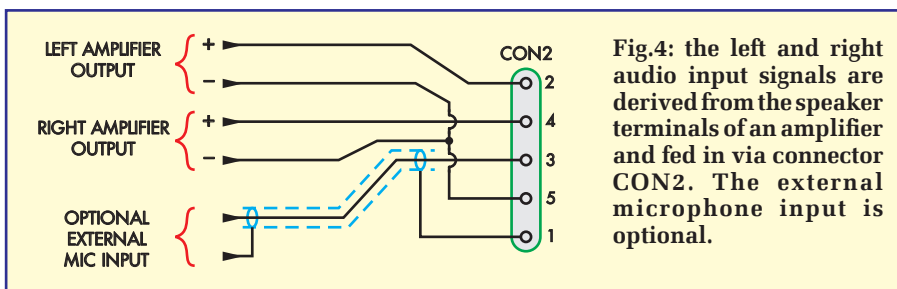 LEFT AMPLIFIER
OUTPUT
+
−
RIGHT AMPLIFIER
OUTPUT
+
−
OPTIONAL
EXTERNAL
MIC INPUT
CON2
2
4
3
5
1
Fig.4: the left and right
audio input signals are
derived from the speaker
terminals of an amplifier
and fed in via connector
CON2. The external
microphone input is
optional.